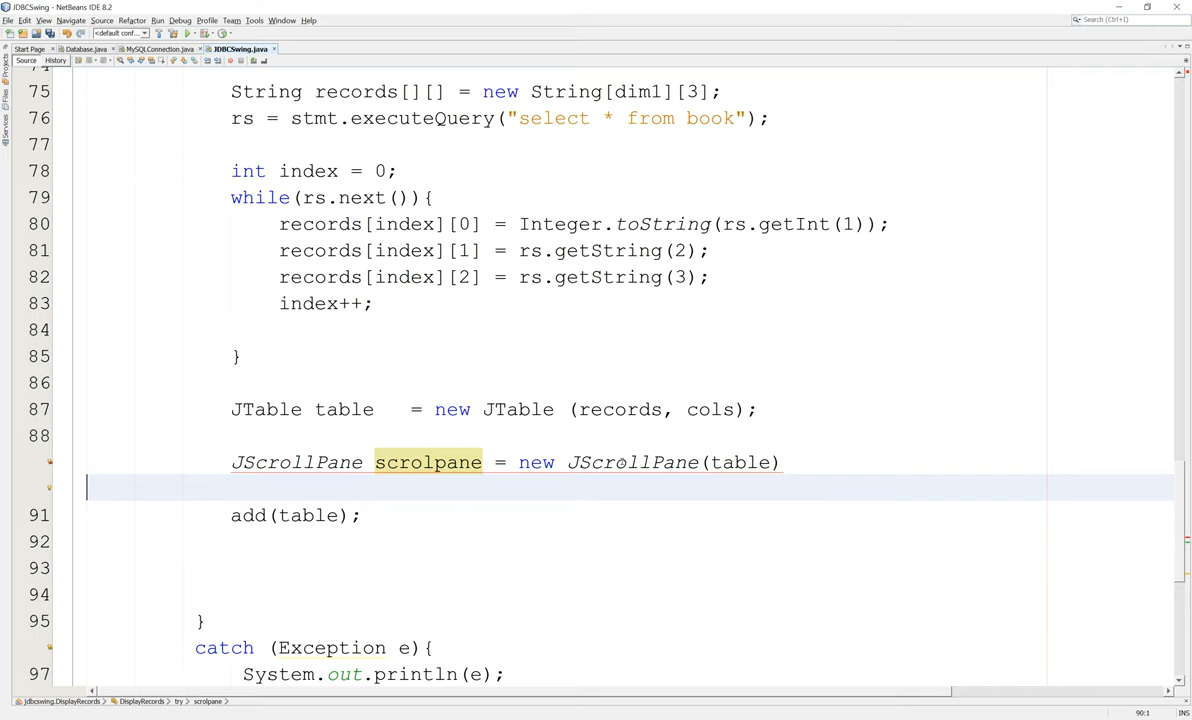 JDBCSwing - NetBeans IDE 8.2
File Edit View Navigate Source Refactor Run Debug Profile Team Tools Window Help
<default conf... Search (Ctrl+I)
Start Page Database.java MySQLConnection.java JDBCSwing.java
Source History
Projects
Files
Services
75 String records[][] = new String[dim1][3];
76 rs = stmt.executeQuery("select * from book");
77
78 int index = 0;
79 while(rs.next()){
80 records[index][0] = Integer.toString(rs.getInt(1));
81 records[index][1] = rs.getString(2);
82 records[index][2] = rs.getString(3);
83 index++;
84
85 }
86
87 JTable table = new JTable (records, cols);
88
JScrollPane scrolpane = new JScrollPane(table)
91 add(table);
92
93
94
95 }
catch (Exception e){
97 System.out.println(e);
jdbcswing.DisplayRecords DisplayRecords try scrolpane
90:1 INS